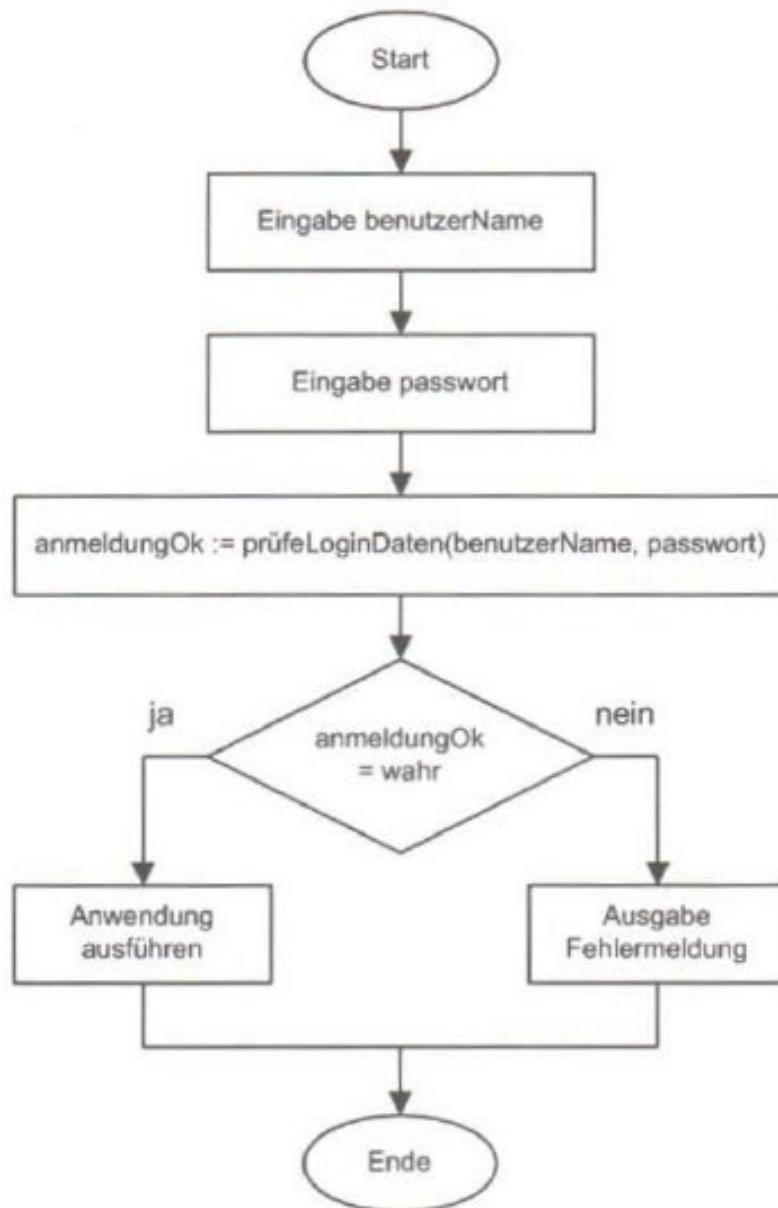 Start
Eingabe benutzerName
Eingabe passwort
anmeldungOk := prüfeLoginDaten(benutzerName, passwort)
ja
nein
anmeldungOk
= wahr
Anwendung
ausführen
Ausgabe
Fehlermeldung
Ende